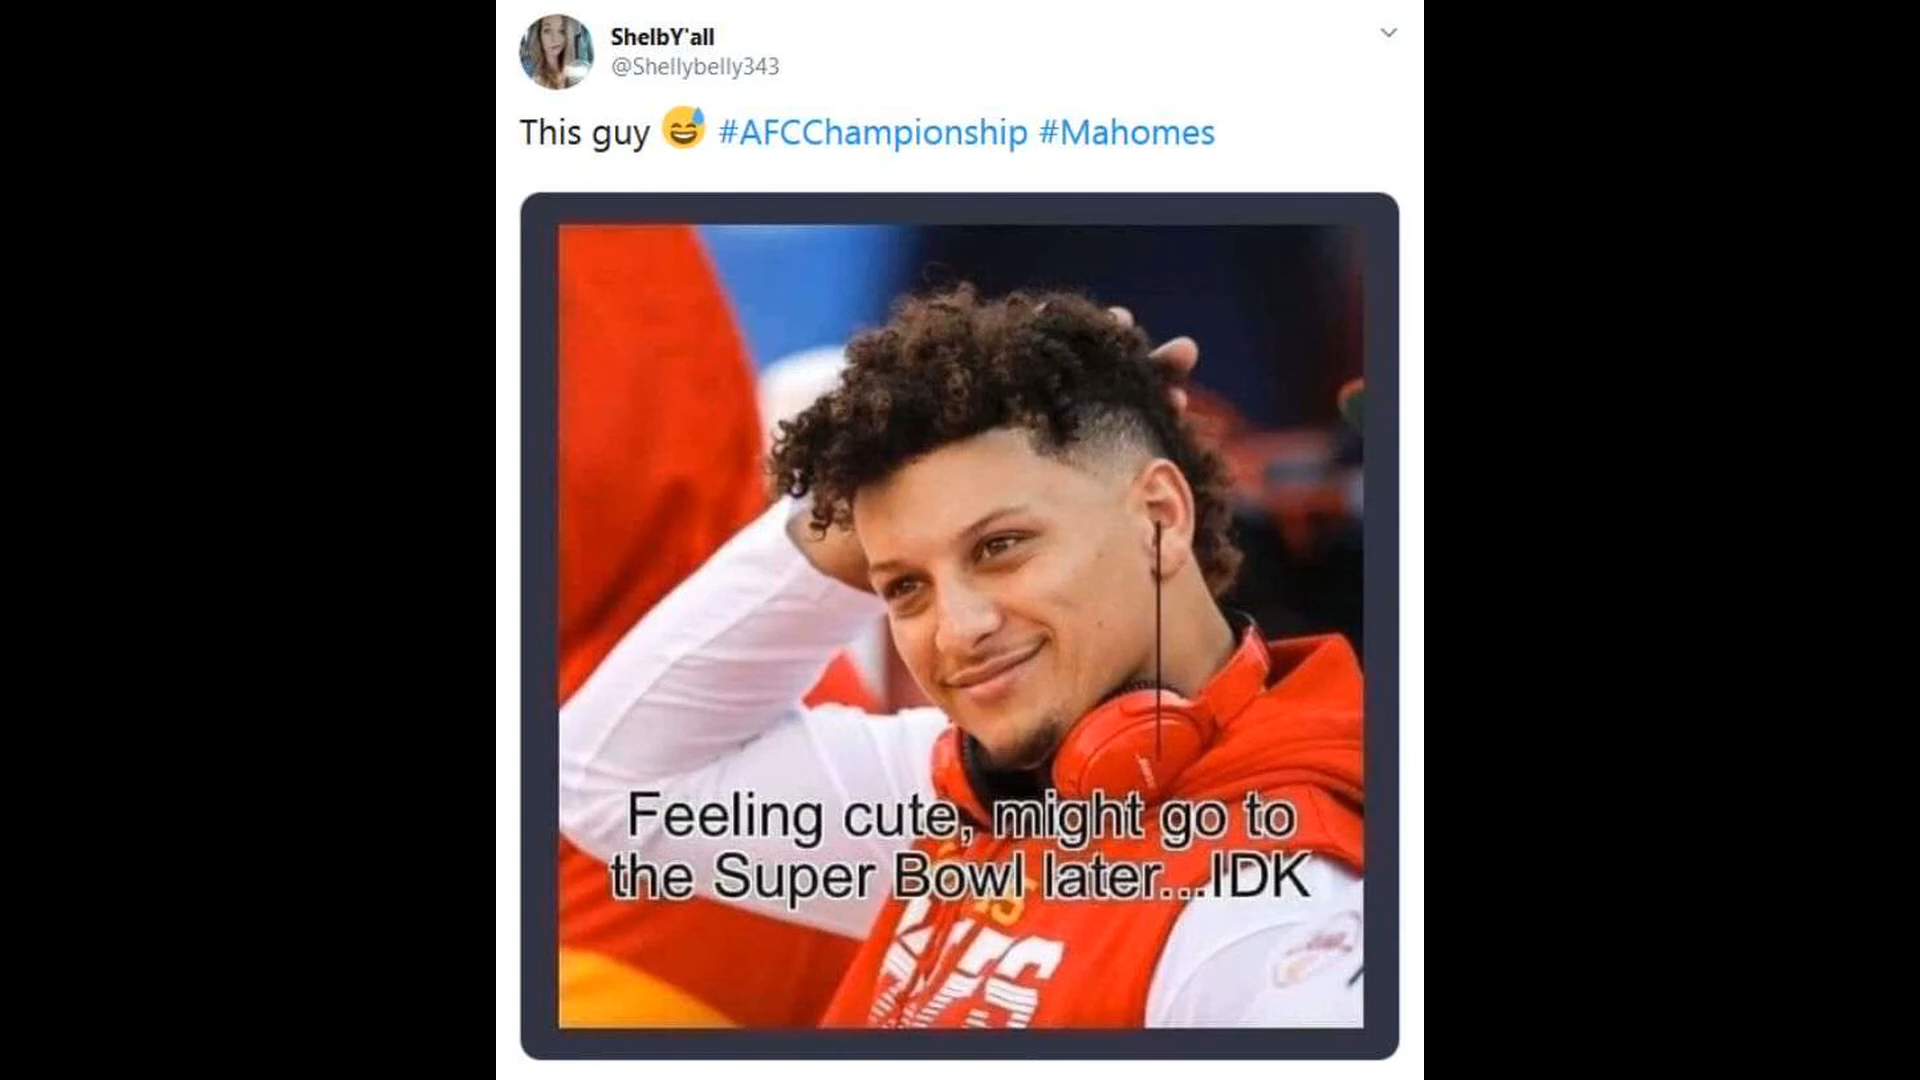 ShelbY'all
@Shellybelly343
This guy 😅 #AFCChampionship #Mahomes
Feeling cute, might go to
the Super Bowl later...IDK